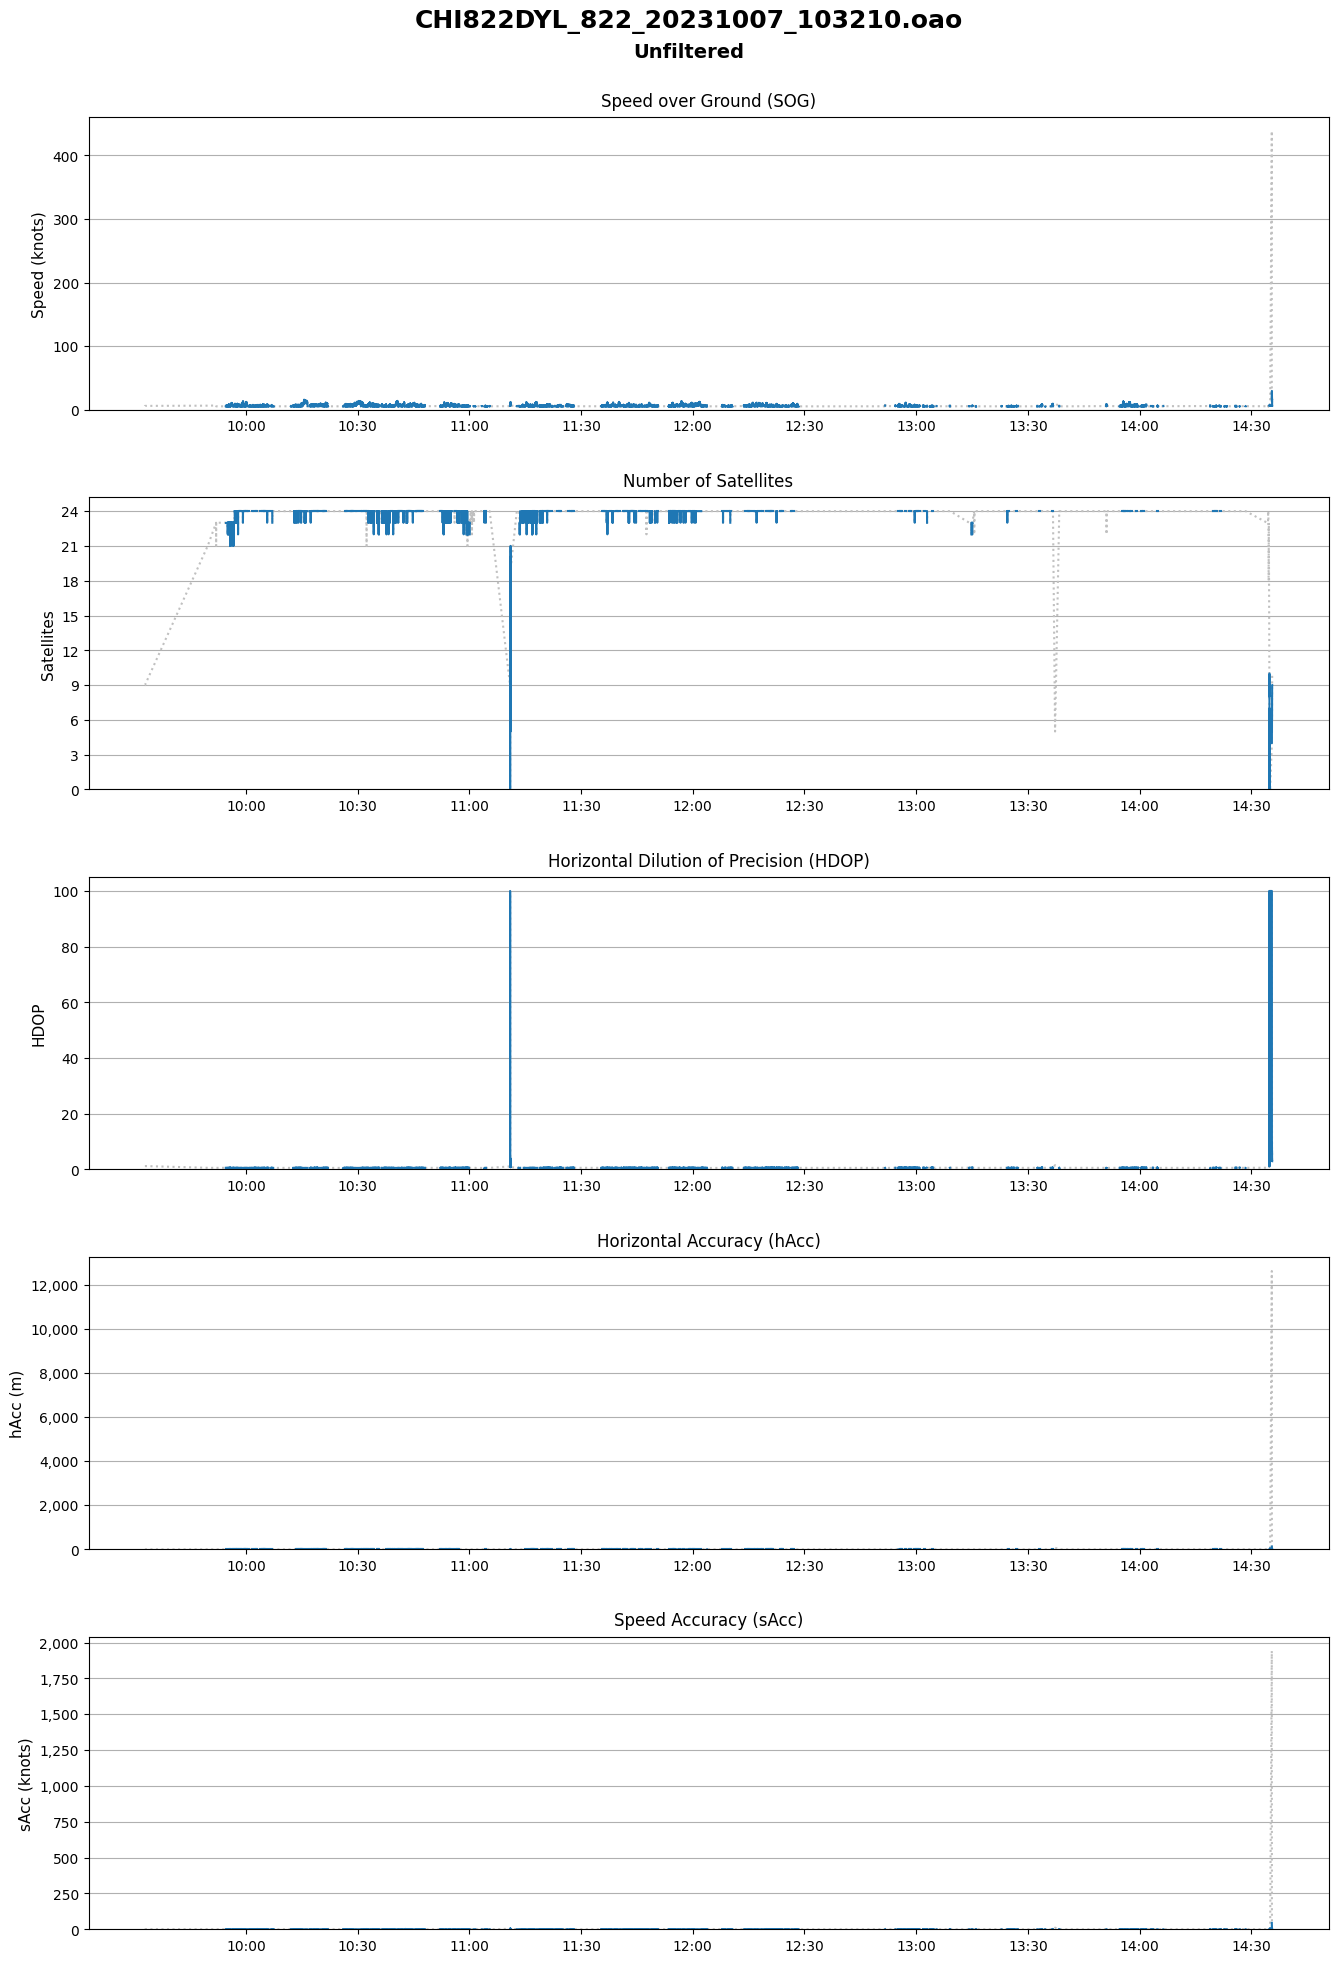 CHI822DYL_822_20231007_103210.oao
Unfiltered
Speed over Ground (SOG)
Speed (knots)
400
300
200
100
0
10:00 10:30 11:00 11:30 12:00 12:30 13:00 13:30 14:00 14:30
Number of Satellites
Satellites
24
21
18
15
12
9
6
3
0
10:00 10:30 11:00 11:30 12:00 12:30 13:00 13:30 14:00 14:30
Horizontal Dilution of Precision (HDOP)
HDOP
100
80
60
40
20
0
10:00 10:30 11:00 11:30 12:00 12:30 13:00 13:30 14:00 14:30
Horizontal Accuracy (hAcc)
hAcc (m)
12,000
10,000
8,000
6,000
4,000
2,000
0
10:00 10:30 11:00 11:30 12:00 12:30 13:00 13:30 14:00 14:30
Speed Accuracy (sAcc)
sAcc (knots)
2,000
1,750
1,500
1,250
1,000
750
500
250
0
10:00 10:30 11:00 11:30 12:00 12:30 13:00 13:30 14:00 14:30